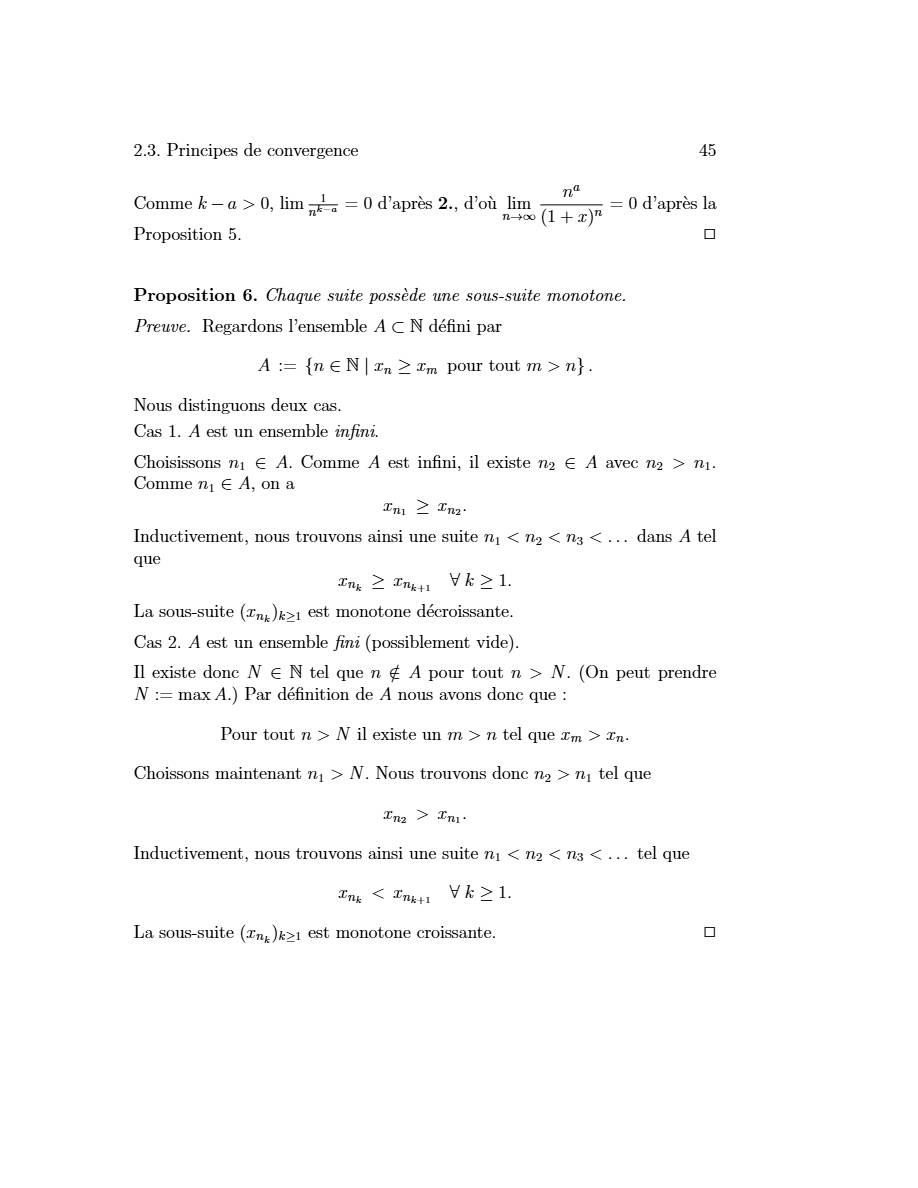 2.3. Principes de convergence 45
Comme k − a > 0, lim 1/n^{k−a} = 0 d'après 2., d'où lim_{n→∞} n^a/(1 + x)^n = 0 d'après la
Proposition 5. □
Proposition 6. Chaque suite possède une sous-suite monotone.
Preuve. Regardons l'ensemble A ⊂ ℕ défini par
A := {n ∈ ℕ | x_n ≥ x_m pour tout m > n} .
Nous distinguons deux cas.
Cas 1. A est un ensemble infini.
Choisissons n_1 ∈ A. Comme A est infini, il existe n_2 ∈ A avec n_2 > n_1.
Comme n_1 ∈ A, on a
x_{n_1} ≥ x_{n_2}.
Inductivement, nous trouvons ainsi une suite n_1 < n_2 < n_3 < . . . dans A tel
que
x_{n_k} ≥ x_{n_{k+1}} ∀ k ≥ 1.
La sous-suite (x_{n_k})_{k≥1} est monotone décroissante.
Cas 2. A est un ensemble fini (possiblement vide).
Il existe donc N ∈ ℕ tel que n ∉ A pour tout n > N. (On peut prendre
N := max A.) Par définition de A nous avons donc que :
Pour tout n > N il existe un m > n tel que x_m > x_n.
Choissons maintenant n_1 > N. Nous trouvons donc n_2 > n_1 tel que
x_{n_2} > x_{n_1}.
Inductivement, nous trouvons ainsi une suite n_1 < n_2 < n_3 < . . . tel que
x_{n_k} < x_{n_{k+1}} ∀ k ≥ 1.
La sous-suite (x_{n_k})_{k≥1} est monotone croissante. □